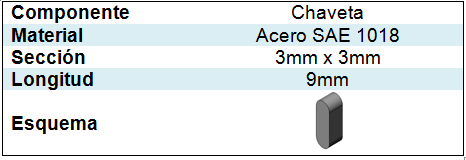 Componente Chaveta
Material Acero SAE 1018
Sección 3mm x 3mm
Longitud 9mm
Esquema